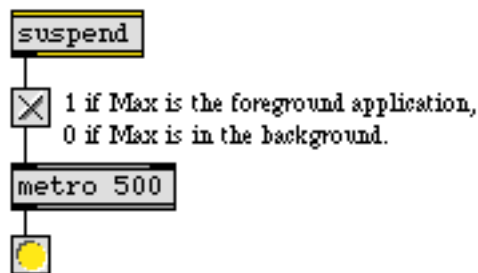 suspend
1 if Max is the foreground application,
0 if Max is in the background.
metro 500